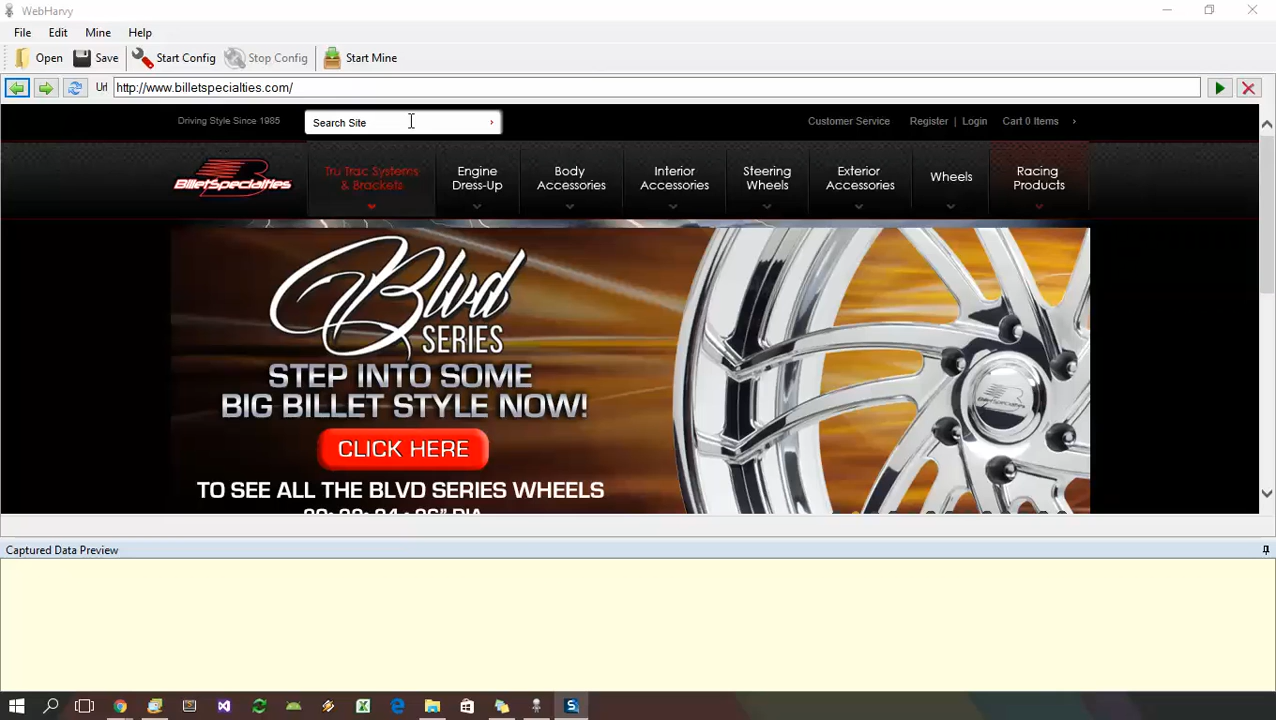 WebHarvy
File Edit Mine Help
Open Save Start Config Stop Config Start Mine
Url http://www.billetspecialties.com/
Driving Style Since 1985 Search Site Customer Service Register | Login Cart 0 Items
BilletSpecialties
Tru Trac Systems
& Brackets
Engine
Dress-Up
Body
Accessories
Interior
Accessories
Steering
Wheels
Exterior
Accessories
Wheels
Racing
Products
Blvd
SERIES
STEP INTO SOME
BIG BILLET STYLE NOW!
CLICK HERE
TO SEE ALL THE BLVD SERIES WHEELS
Captured Data Preview